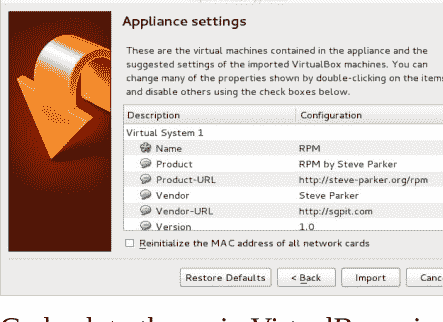 Appliance settings
These are the virtual machines contained in the appliance and the
suggested settings of the imported VirtualBox machines. You can
change many of the properties shown by double-clicking on the items
and disable others using the check boxes below.
Description Configuration
Virtual System 1
Name RPM
Product RPM by Steve Parker
Product-URL http://steve-parker.org/rpm
Vendor Steve Parker
Vendor-URL http://sgpit.com
Version 1.0
Reinitialize the MAC address of all network cards
Restore Defaults < Back Import Canc